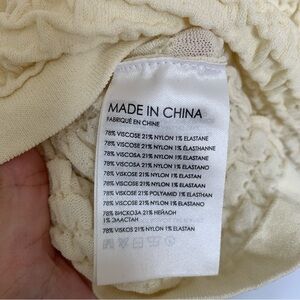 MADE IN CHINA
FABRIQUÉ EN CHINE
78% VISCOSE 21% NYLON 1% ELASTANE
78% VISCOSE 21% NYLON 1% ÉLASTHANNE
78% VISCOSA 21% NYLON 1% ELASTANE
78% VISCOSA 21% NYLON 1% ELASTANO
78% VISKOSE 21% NYLON 1% ELASTAN
78% VISCOSE 21% NYLON 1% ELASTAAN
78% VISKOS 21% POLYAMID 1% ELASTHAN
78% VISCOSE 21% NYLON 1% ELASTANO
78% ВИСКОЗА 21% НЕЙЛОН
1% ЭЛАСТАН
78% VISKOS 21% NYLON 1% ELASTAN